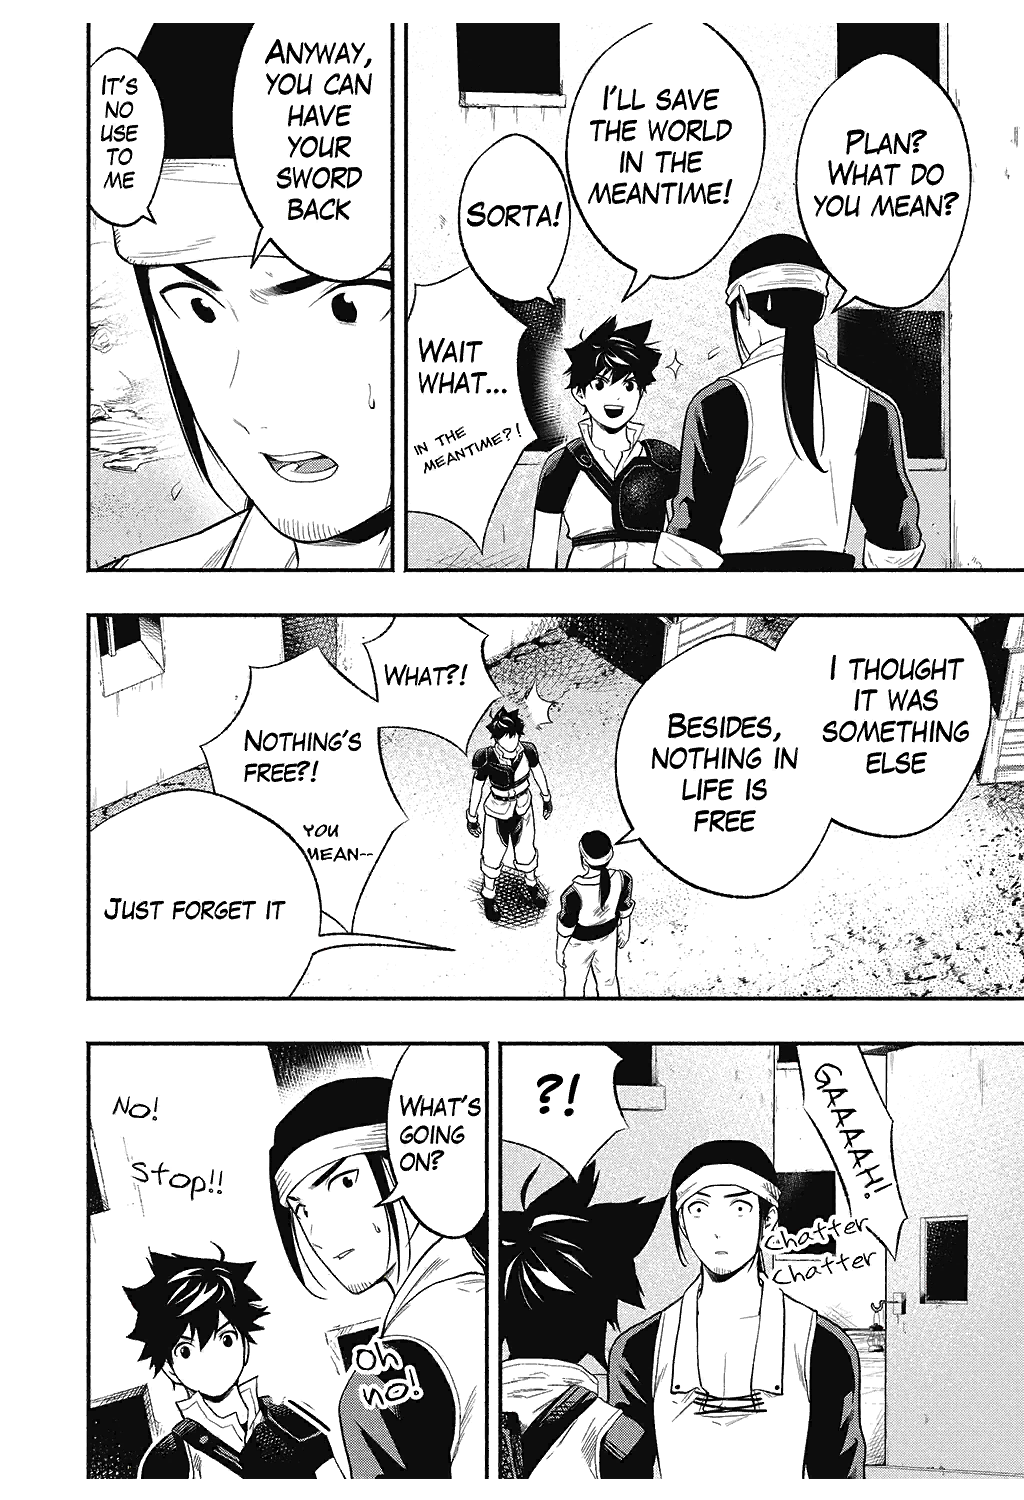 PLAN?
WHAT DO
YOU MEAN?
I'LL SAVE
THE WORLD
IN THE
MEANTIME!
SORTA!
WAIT
WHAT...
IN THE
MEANTIME?!
ANYWAY,
YOU CAN
HAVE
YOUR
SWORD
BACK
IT'S
NO
USE
TO
ME
I THOUGHT
IT WAS
SOMETHING
ELSE
BESIDES,
NOTHING IN
LIFE IS
FREE
WHAT?!
NOTHING'S
FREE?!
YOU
MEAN--
JUST FORGET IT
GAAAAH!
?!
Chatter
Chatter
WHAT'S
GOING
ON?
No!
Stop!!
Oh
no!